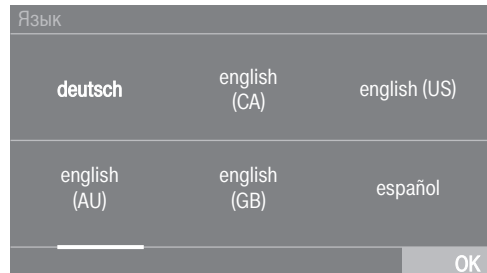 Язык
deutsch
english
(CA)
english (US)
english
(AU)
english
(GB)
español
OK